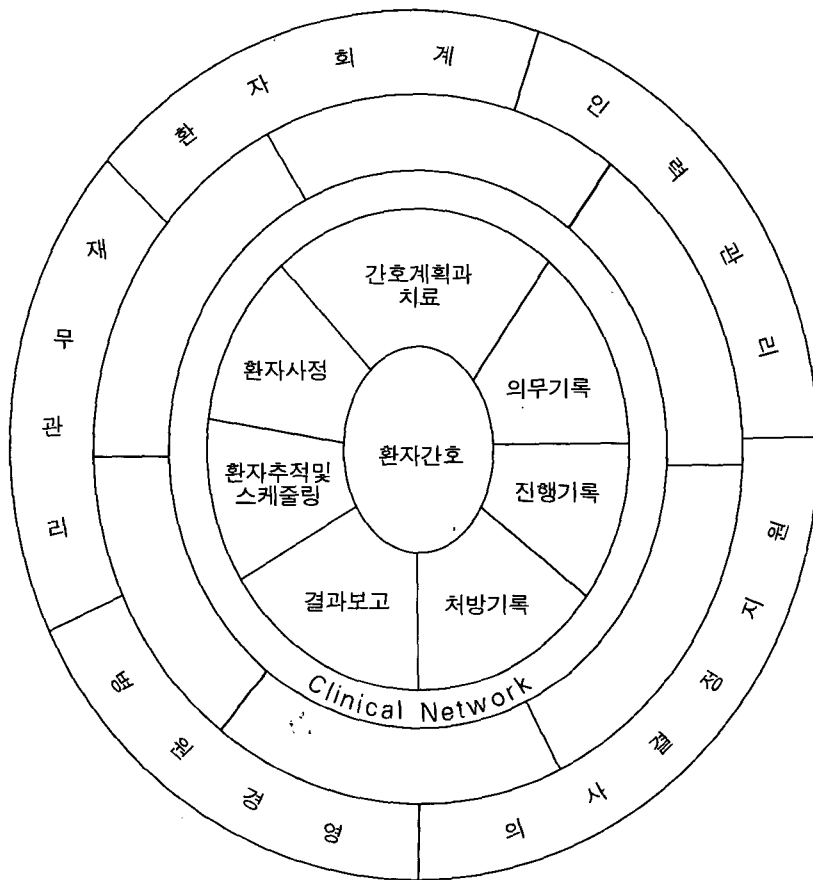 환자회계
인력관리
재무관리
병원경영
의사결정지원
간호계획과
치료
환자사정
의무기록
환자간호
환자추적및
스케줄링
진행기록
결과보고
처방기록
Clinical Network